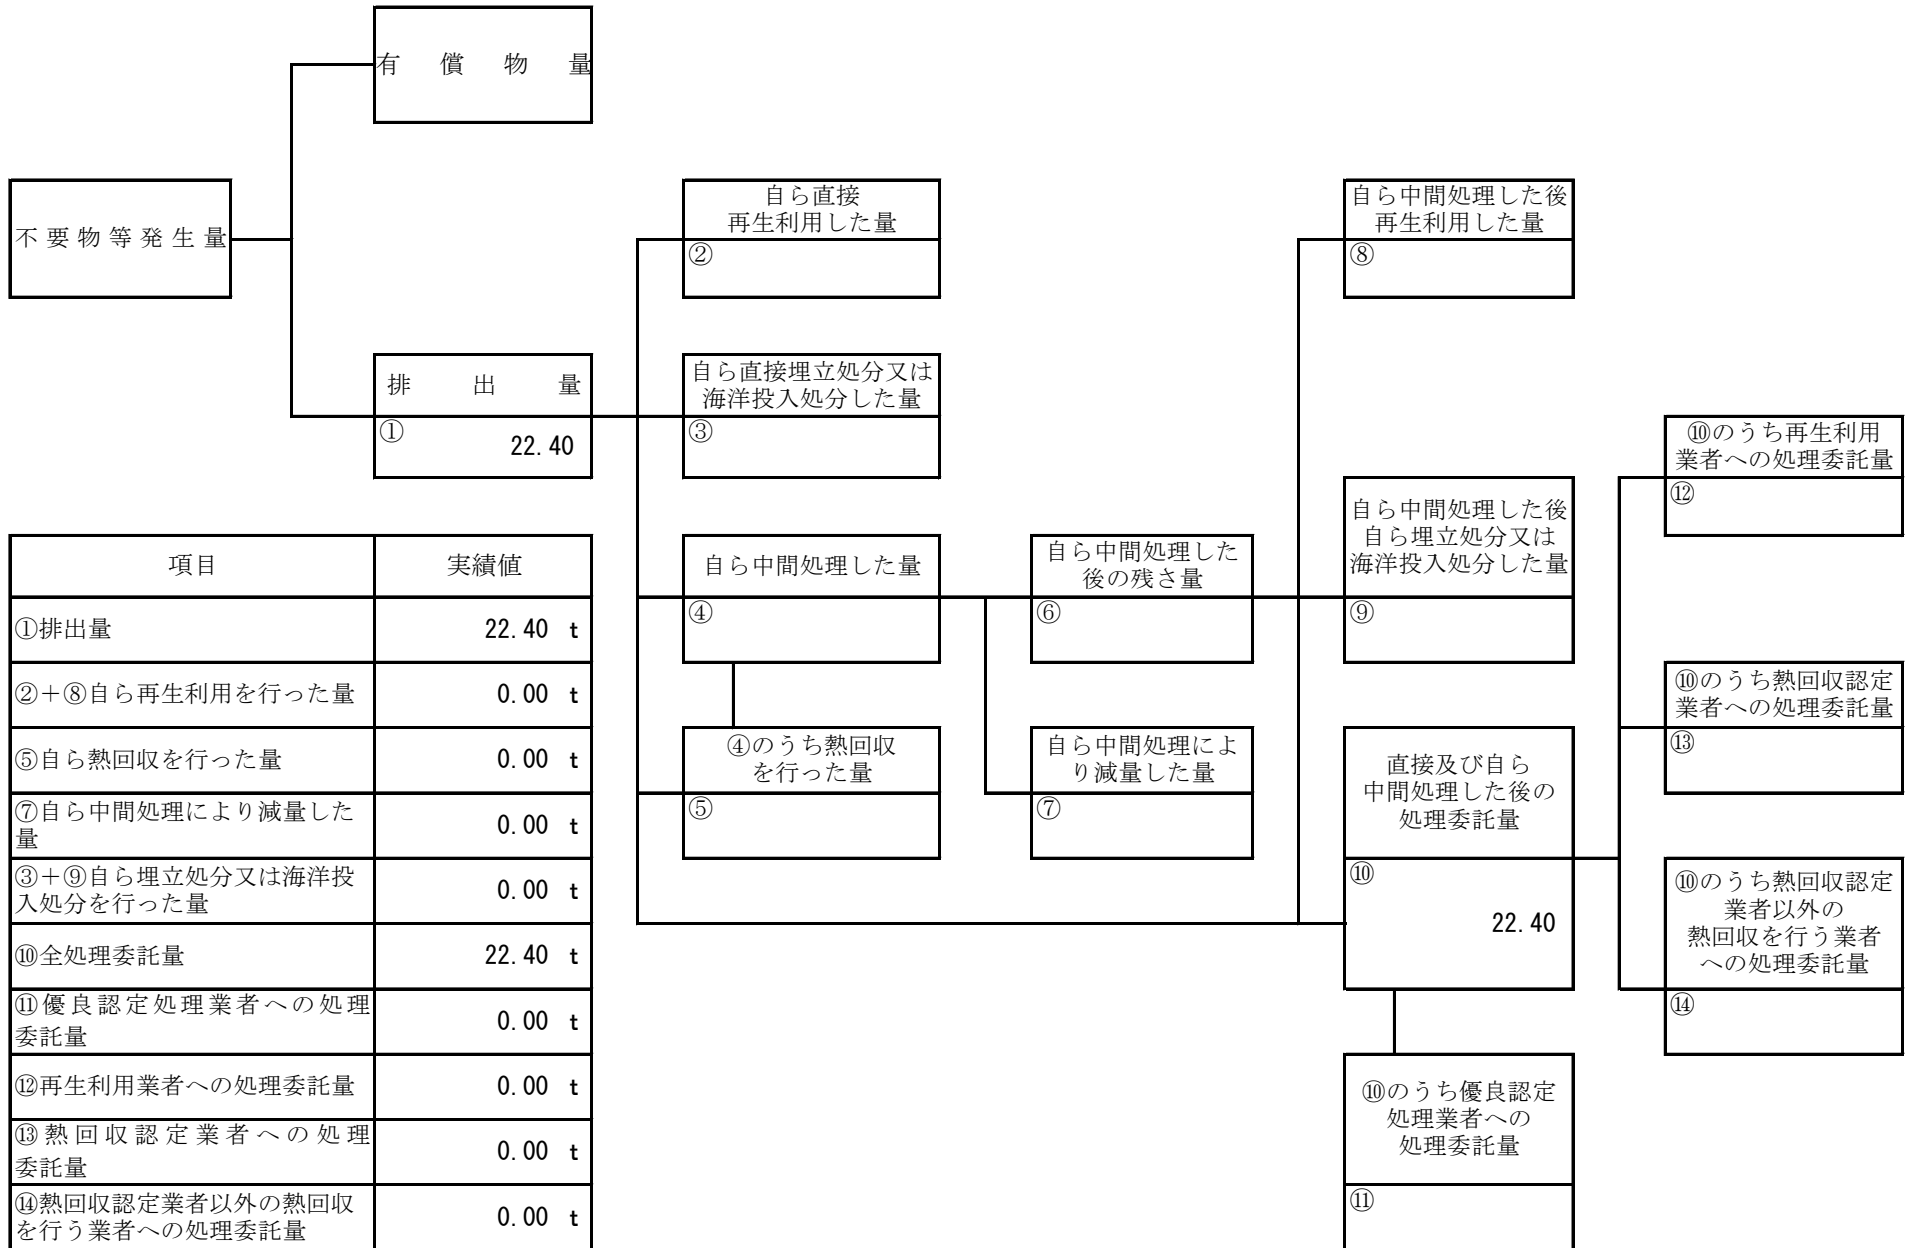 有償物量
不要物等発生量
自ら直接
再生利用した量
②
自ら中間処理した後
再生利用した量
⑧
排出量
①
22.40
自ら直接埋立処分又は
海洋投入処分した量
③
⑩のうち再生利用
業者への処理委託量
⑫
自ら中間処理した量
④
自ら中間処理した
後の残さ量
⑥
自ら中間処理した後
自ら埋立処分又は
海洋投入処分した量
⑨
④のうち熱回収
を行った量
⑤
自ら中間処理によ
り減量した量
⑦
直接及び自ら
中間処理した後の
処理委託量
⑩
22.40
⑩のうち熱回収認定
業者への処理委託量
⑬
⑩のうち熱回収認定
業者以外の
熱回収を行う業者
への処理委託量
⑭
⑩のうち優良認定
処理業者への
処理委託量
⑪
項目 実績値
①排出量 22.40 t
②＋⑧自ら再生利用を行った量 0.00 t
⑤自ら熱回収を行った量 0.00 t
⑦自ら中間処理により減量した
量 0.00 t
③＋⑨自ら埋立処分又は海洋投
入処分を行った量 0.00 t
⑩全処理委託量 22.40 t
⑪優良認定処理業者への処理
委託量 0.00 t
⑫再生利用業者への処理委託量 0.00 t
⑬熱回収認定業者への処理
委託量 0.00 t
⑭熱回収認定業者以外の熱回収
を行う業者への処理委託量 0.00 t